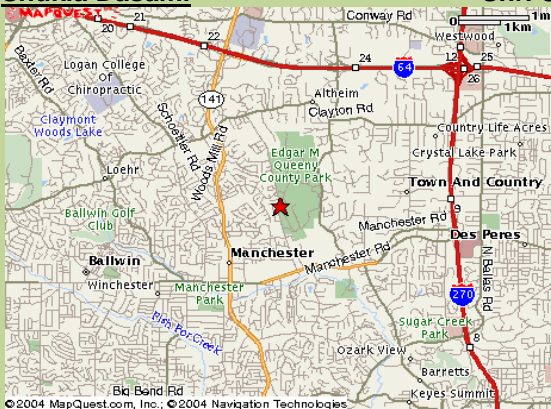 MAPQUEST
20
21
22
Conway Rd
0
1mi
1km
Westwood
24
64
12
25
26
Baxter Rd
Logan College
Of
Chiropractic
141
Altheim
Clayton Rd
Claymont
Woods Lake
Schoettler Rd
Woods Mill Rd
Country Life Acres
Crystal Lake Park
Edgar M
Queeny
County Park
Loehr
Town And Country
9
Ballwin Golf
Club
Manchester Rd
Des Peres
Manchester
Manchester Rd
N Ballas Rd
Ballwin
Winchester
Manchester
Park
270
Fish Pot Creek
Sugar Creek
Park
8
Ozark View
Barretts
Big Bend Rd
Keyes Summit
©2004 MapQuest.com, Inc.; ©2004 Navigation Technologies